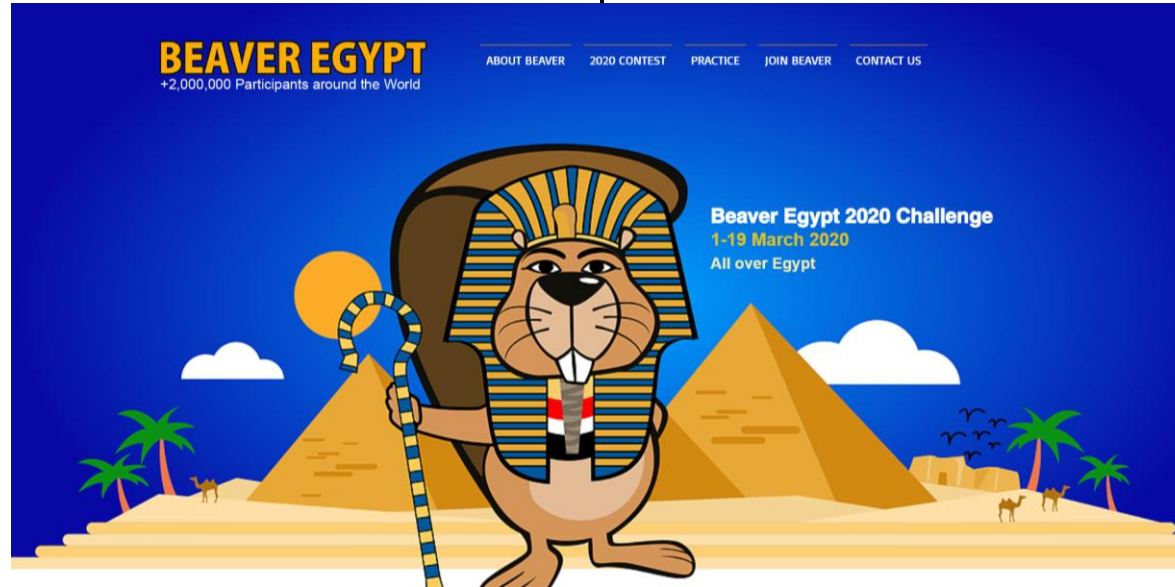 BEAVER EGYPT
+2,000,000 Participants around the World
ABOUT BEAVER 2020 CONTEST PRACTICE JOIN BEAVER CONTACT US
Beaver Egypt 2020 Challenge
1-19 March 2020
All over Egypt